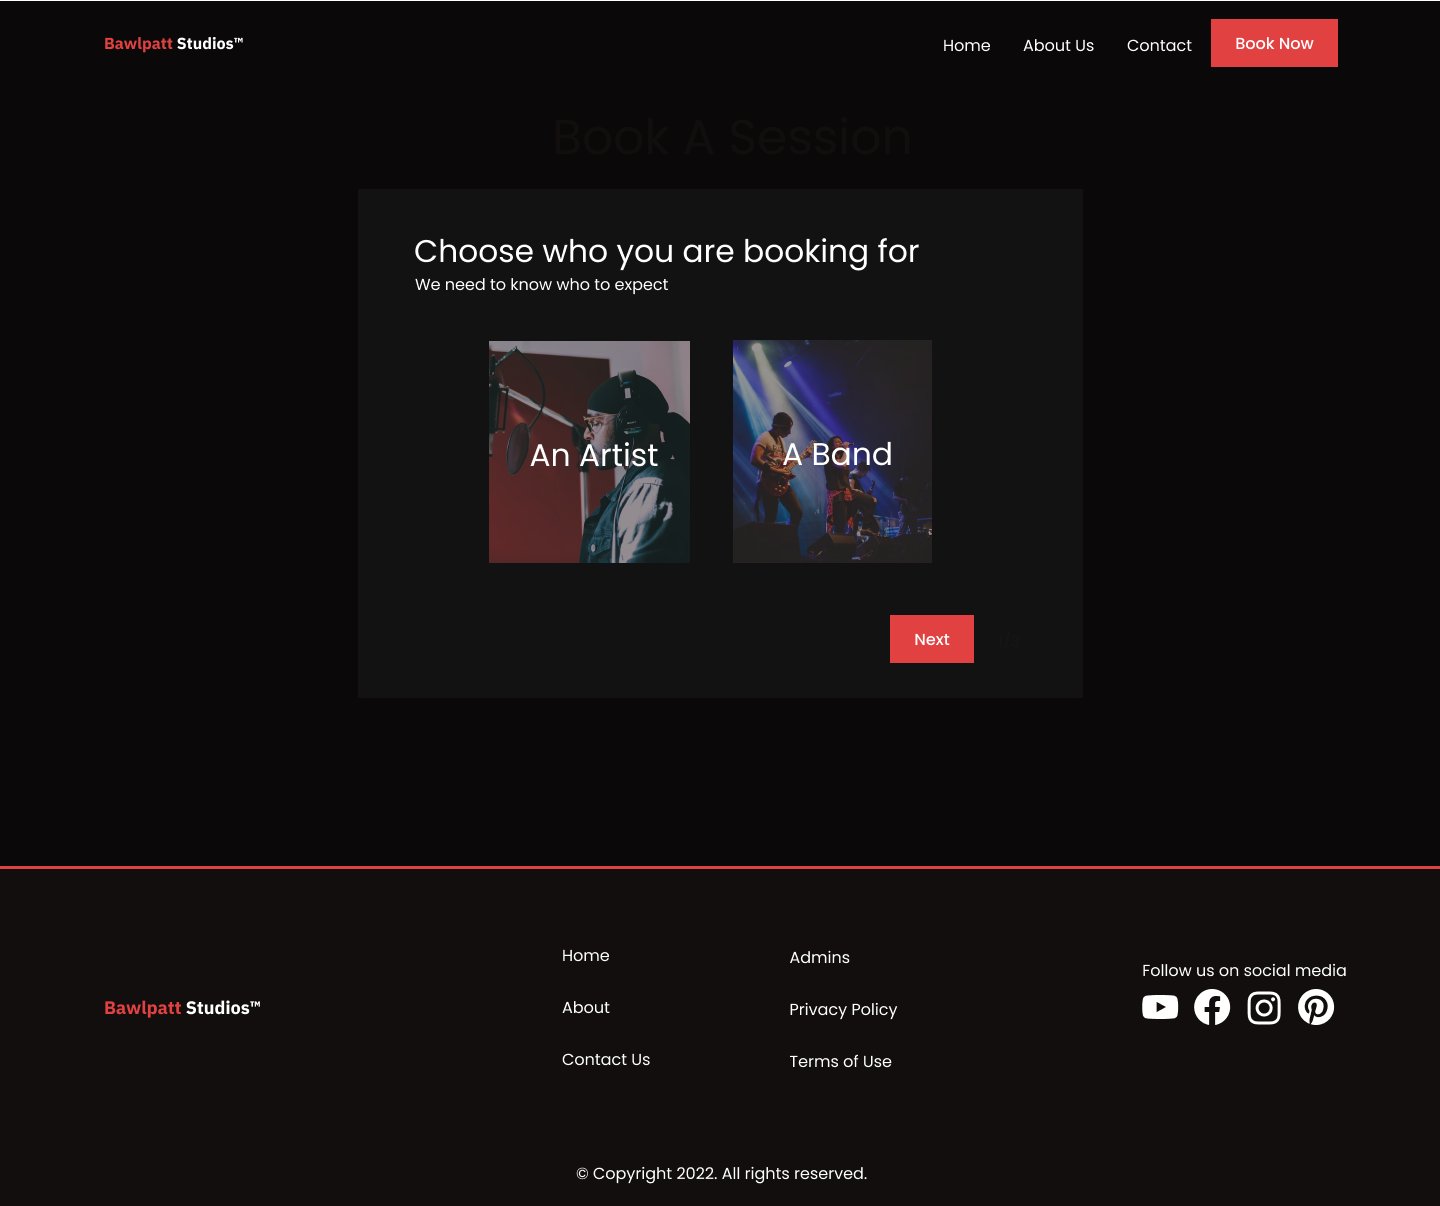 Bawlpatt Studios™
Home About Us Contact Book Now
Book A Session
Choose who you are booking for
We need to know who to expect
An Artist
A Band
Next
Home
About
Contact Us
Admins
Privacy Policy
Terms of Use
Bawlpatt Studios™
Follow us on social media
© Copyright 2022. All rights reserved.